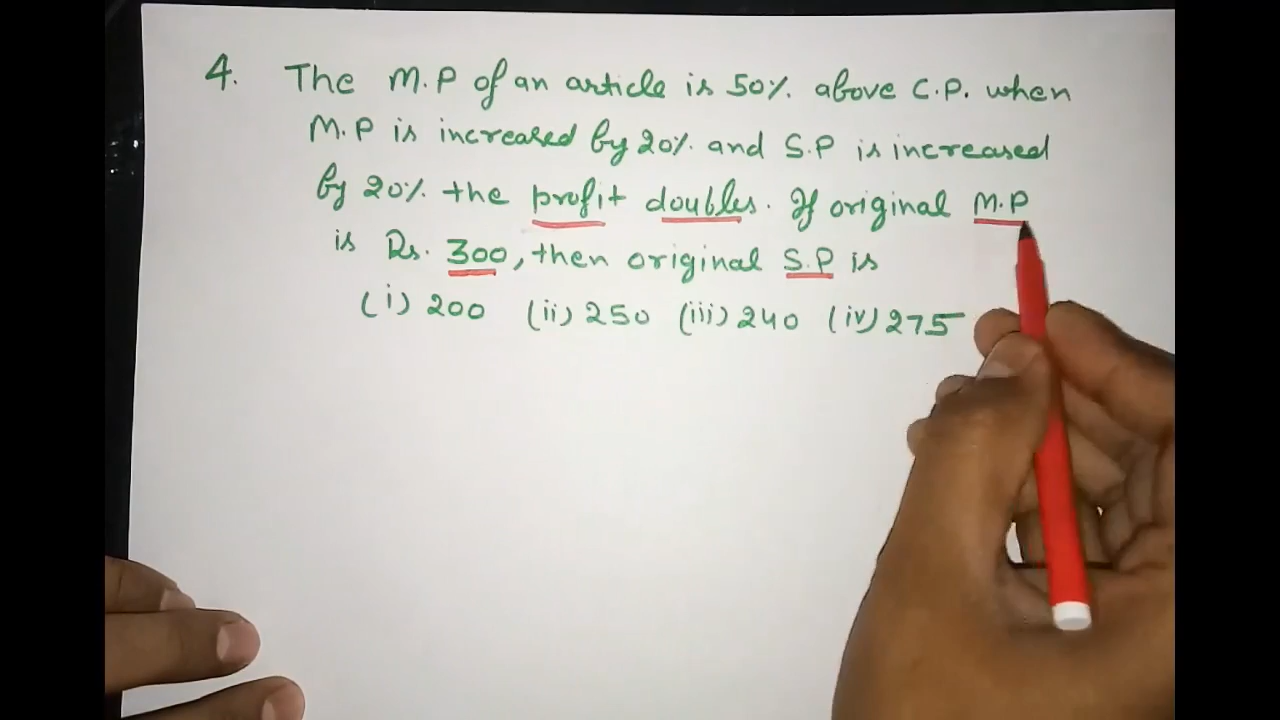 4. The M.P of an article is 50%. above C.P. when
M.P is increased by 20% and S.P is increased
by 20%. the profit doubles. If original M.P
is Rs. 300, then original S.P is
(i) 200 (ii) 250 (iii) 240 (iv) 275